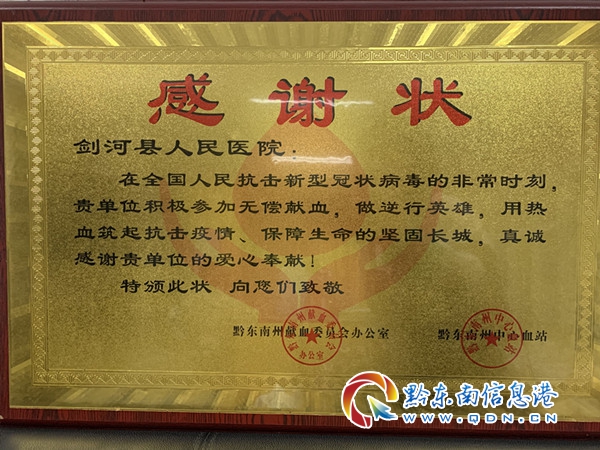 感谢状
剑河县人民医院：
在全国人民抗击新型冠状病毒的非常时刻，
贵单位积极参加无偿献血，做逆行英雄，用热
血筑起抗击疫情、保障生命的坚固长城，真诚
感谢贵单位的爱心奉献！
特颁此状 向您们致敬
黔东南州献血委员会办公室 黔东南州中心血站
黔东南信息港
www.QDN.CN